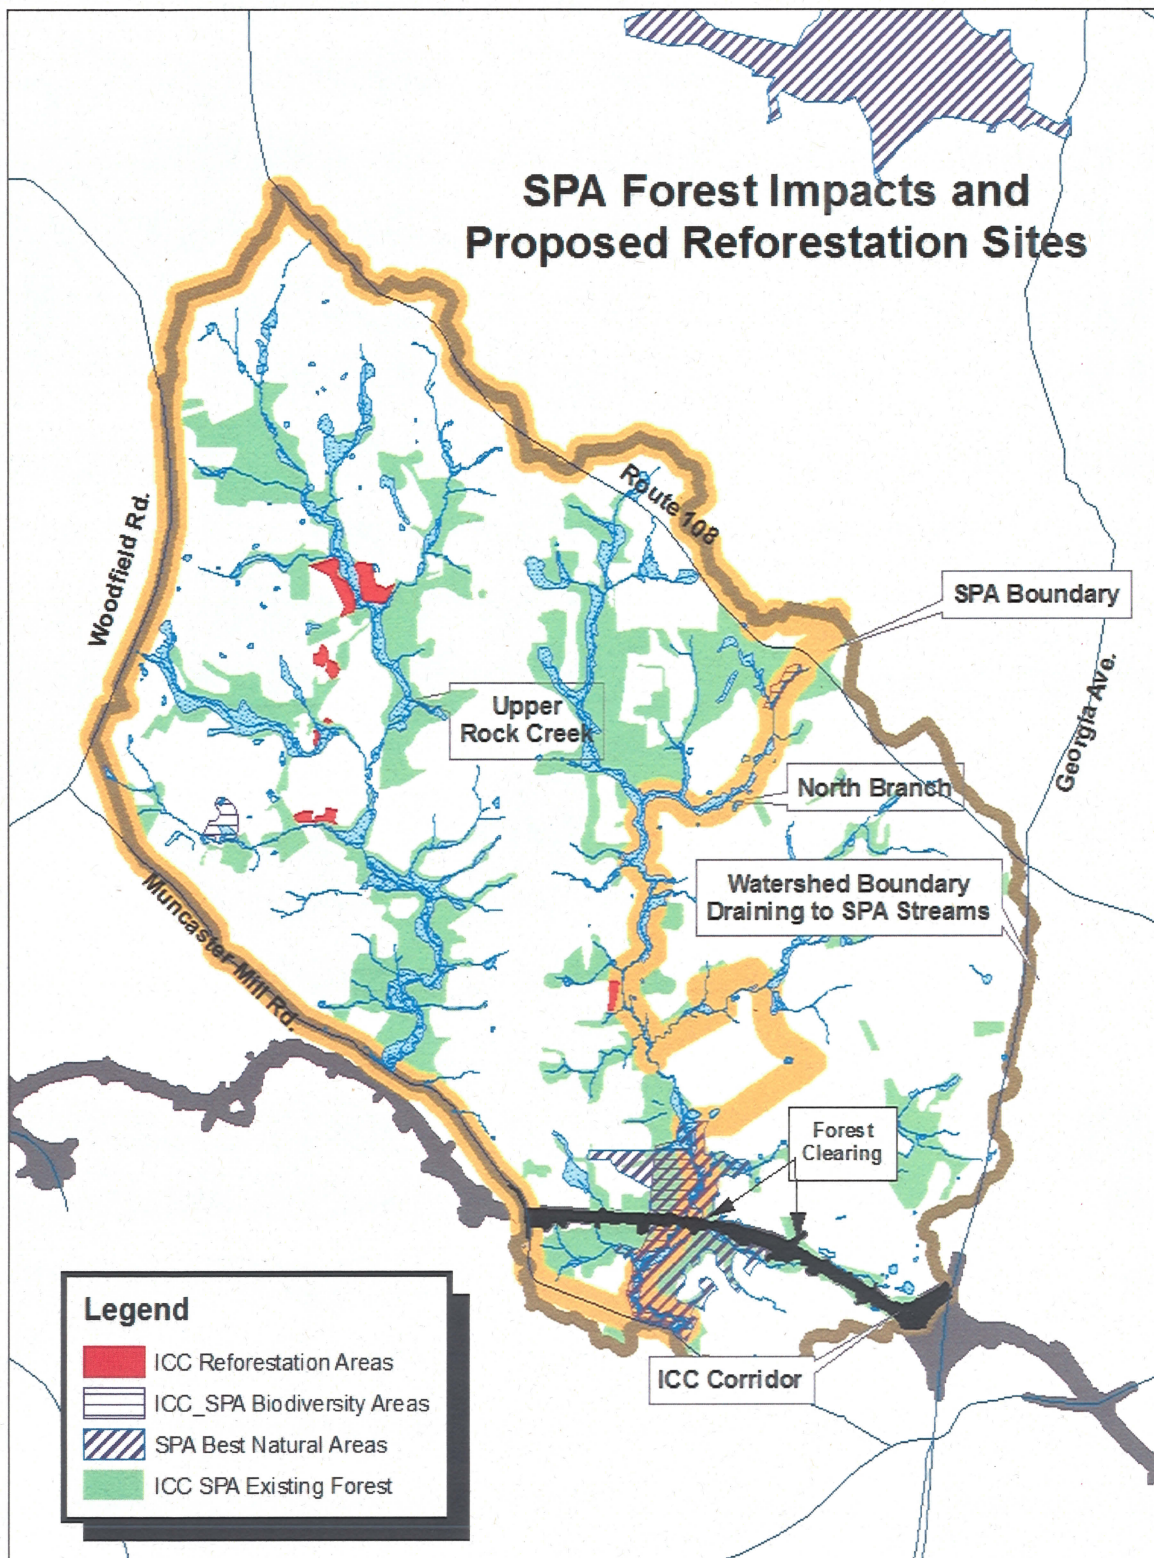 SPA Forest Impacts and
Proposed Reforestation Sites
Route 108
Woodfield Rd.
SPA Boundary
Georgia Ave.
Upper
Rock Creek
North Branch
Watershed Boundary
Draining to SPA Streams
Muncaster Mill Rd.
Forest
Clearing
ICC Corridor
Legend
ICC Reforestation Areas
ICC_SPA Biodiversity Areas
SPA Best Natural Areas
ICC SPA Existing Forest